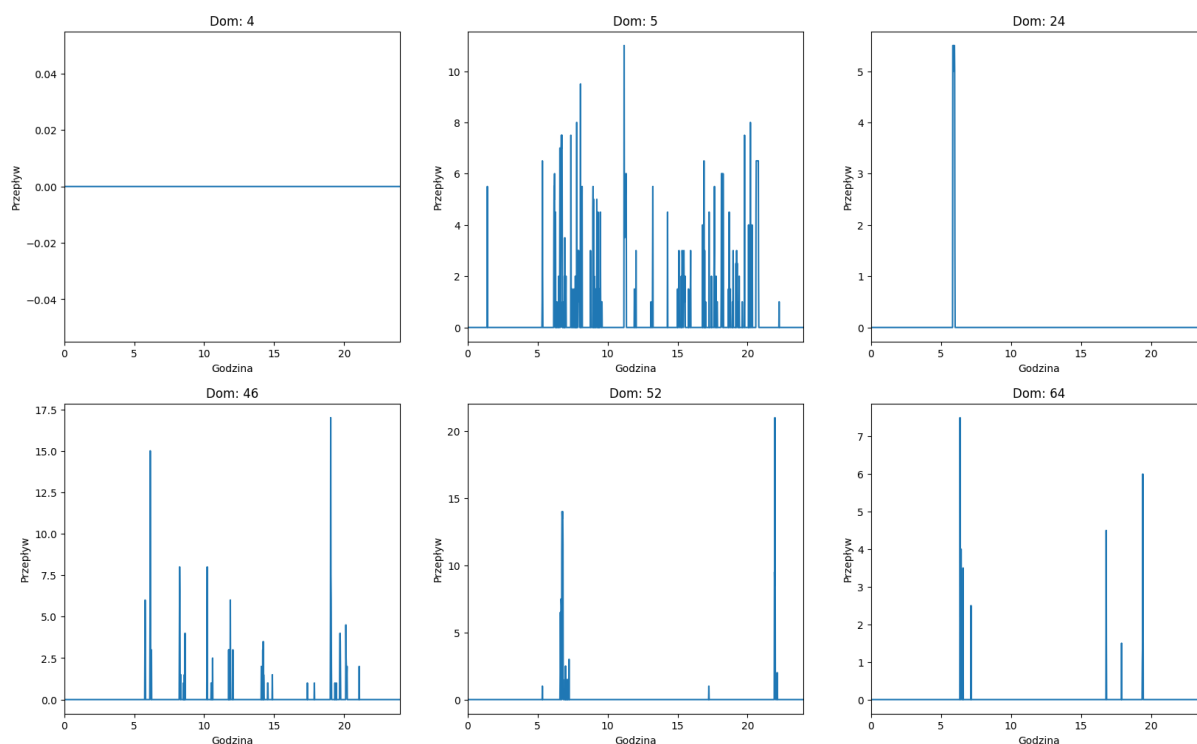 Dom: 4
0.04
0.02
0.00
−0.02
−0.04
Przepływ
0 5 10 15 20
Godzina
Dom: 5
10
8
6
4
2
0
Przepływ
0 5 10 15 20
Godzina
Dom: 24
5
4
3
2
1
0
Przepływ
0 5 10 15 20
Godzina
Dom: 46
17.5
15.0
12.5
10.0
7.5
5.0
2.5
0.0
Przepływ
0 5 10 15 20
Godzina
Dom: 52
20
15
10
5
0
Przepływ
0 5 10 15 20
Godzina
Dom: 64
7
6
5
4
3
2
1
0
Przepływ
0 5 10 15 20
Godzina